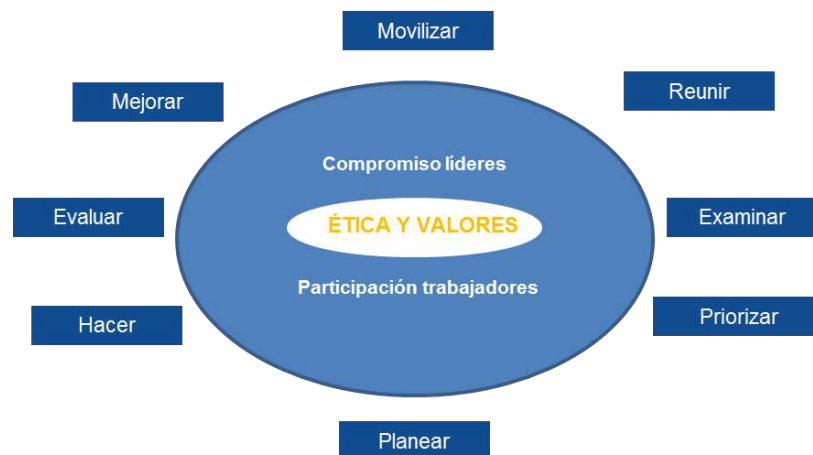 Movilizar
Mejorar
Reunir
Compromiso líderes
Evaluar
ÉTICA Y VALORES
Examinar
Participación trabajadores
Hacer
Priorizar
Planear